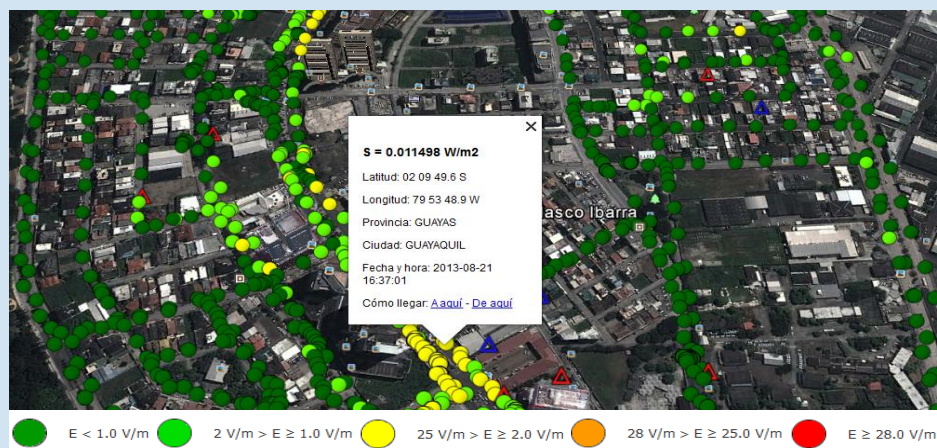 S = 0.011498 W/m2
Latitud: 02 09 49.6 S
Longitud: 79 53 48.9 W
Provincia: GUAYAS
Ciudad: GUAYAQUIL
Fecha y hora: 2013-08-21
16:37:01
Cómo llegar: A aquí - De aquí
asco Ibarra
E < 1.0 V/m
2 V/m > E ≥ 1.0 V/m
25 V/m > E ≥ 2.0 V/m
28 V/m > E ≥ 25.0 V/m
E ≥ 28.0 V/m